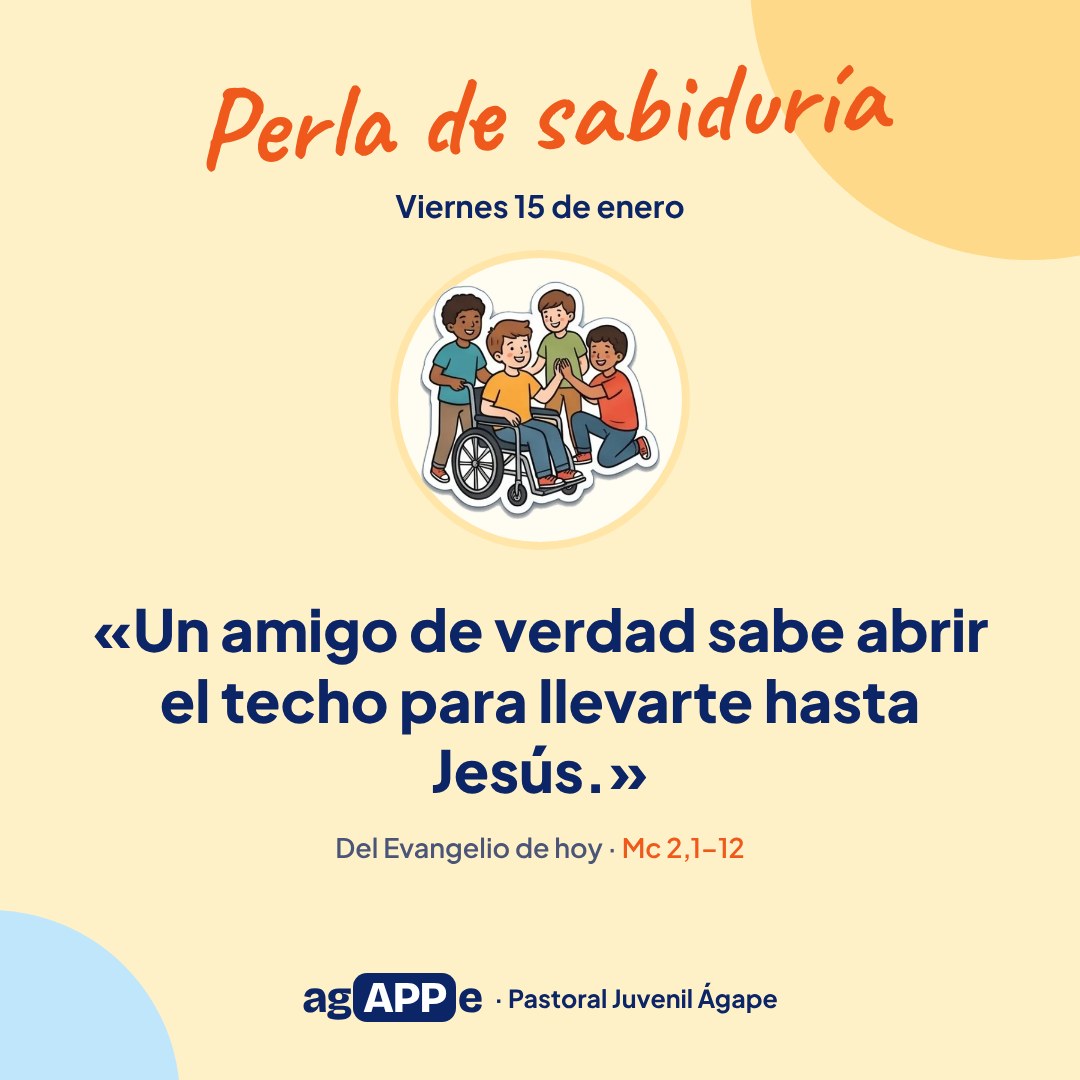 Perla de sabiduría
Viernes 15 de enero
«Un amigo de verdad sabe abrir
el techo para llevarte hasta
Jesús.»
Del Evangelio de hoy · Mc 2,1–12
agAPPe · Pastoral Juvenil Ágape